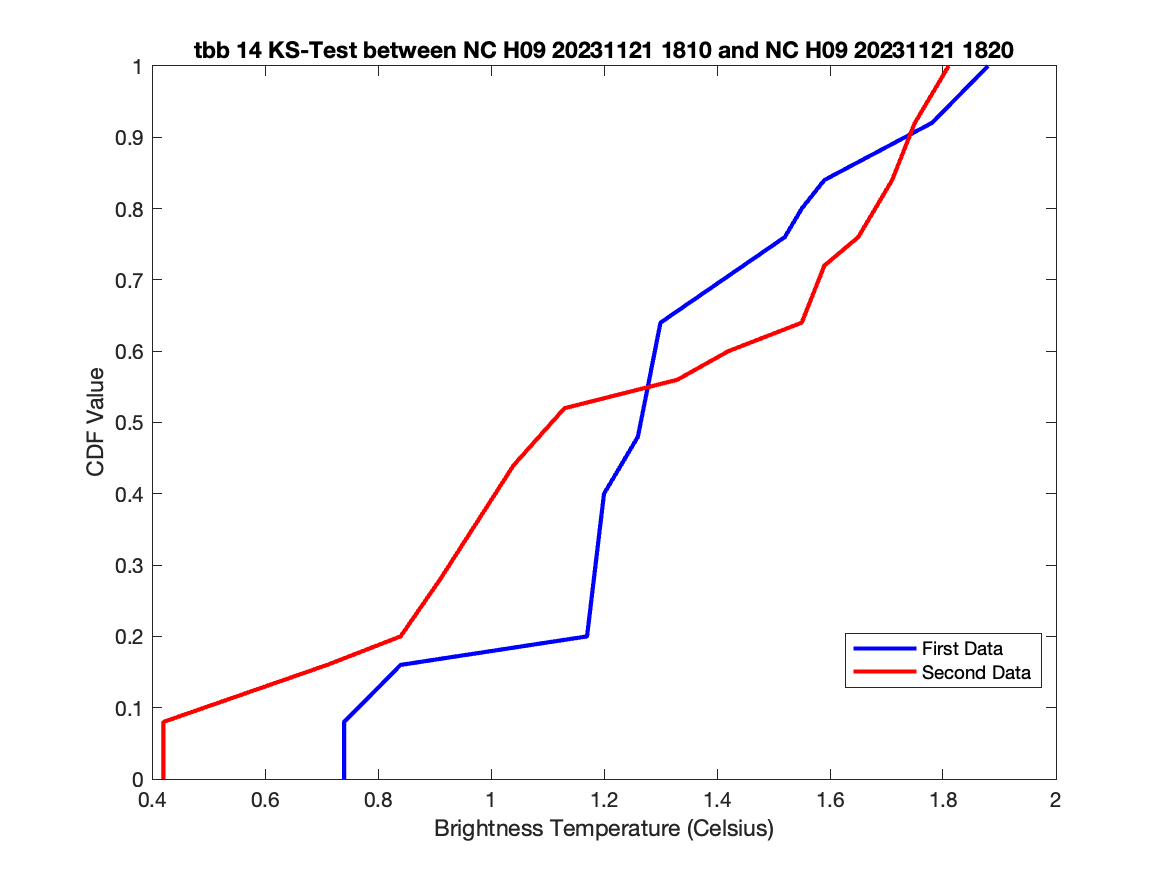 tbb 14 KS-Test between NC H09 20231121 1810 and NC H09 20231121 1820
1
0.9
0.8
0.7
0.6
0.5
0.4
0.3
0.2
0.1
0
CDF Value
First Data
Second Data
0.4 0.6 0.8 1 1.2 1.4 1.6 1.8 2
Brightness Temperature (Celsius)